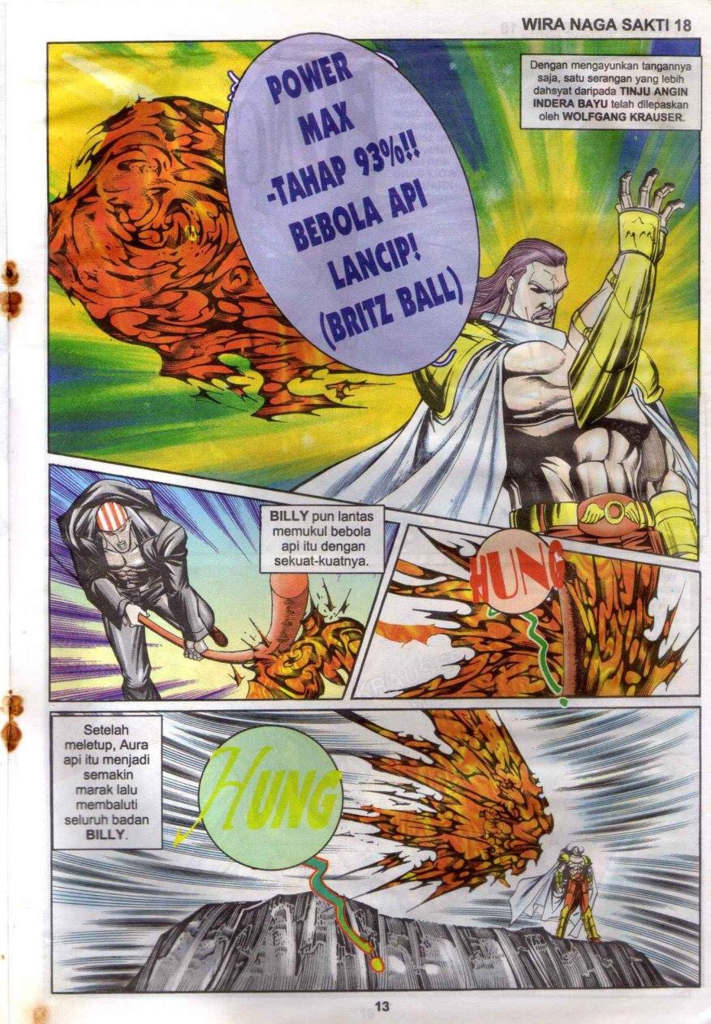 WIRA NAGA SAKTI 18
POWER
MAX
-TAHAP 93%!!
BEBOLA API
LANCIP!
(BRITZ BALL)
Dengan mengayunkan tangannya
saja, satu serangan yang lebih
dahsyat daripada TINJU ANGIN
INDERA BAYU telah dilepaskan
oleh WOLFGANG KRAUSER.
BILLY pun lantas
memukul bebola
api itu dengan
sekuat-kuatnya.
HUNG
Setelah
meletup, Aura
api itu menjadi
semakin
marak lalu
membaluti
seluruh badan
BILLY.
HUNG
13